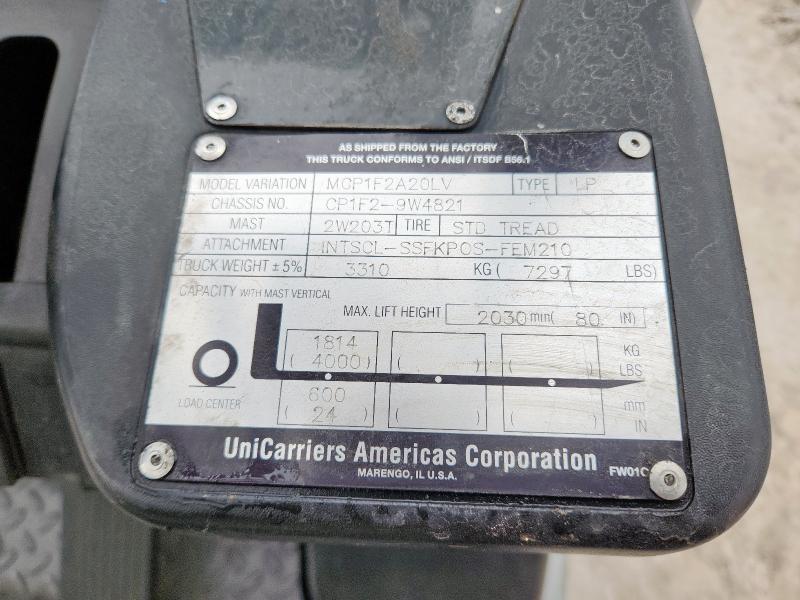 AS SHIPPED FROM THE FACTORY
THIS TRUCK CONFORMS TO ANSI / ITSDF B56.1
MODEL VARIATION MCP1F2A20LV TYPE LP
CHASSIS NO. CP1F2-9W4821
MAST 2W203T TIRE STD TREAD
ATTACHMENT INTSCL-SSFKPOS-FEM210
TRUCK WEIGHT ± 5% 3310 KG ( 7297 LBS)
CAPACITY WITH MAST VERTICAL
MAX. LIFT HEIGHT 2030 mm( 80 IN)
1814 KG
( 4000 ) ( ) ( ) LBS
600 mm
LOAD CENTER ( 24 ) ( ) ( ) IN
UniCarriers Americas Corporation
MARENGO, IL U.S.A. FW01C